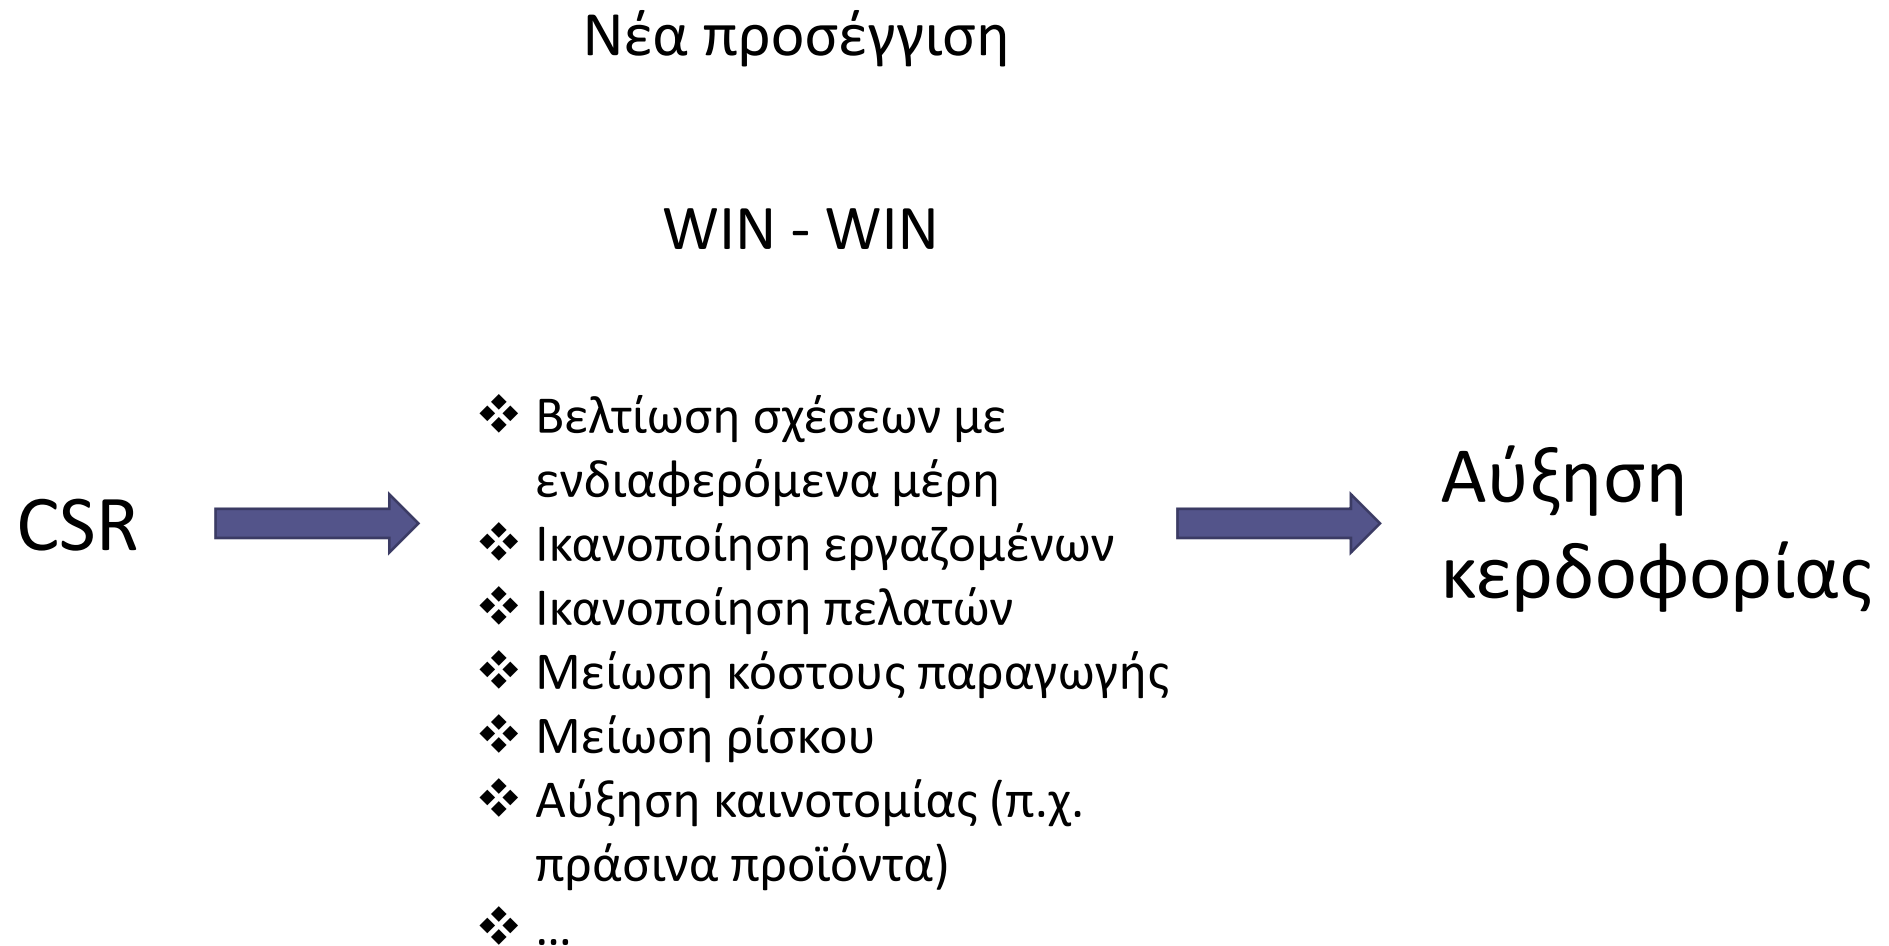 Νέα προσέγγιση
WIN - WIN
CSR
❖ Βελτίωση σχέσεων με
ενδιαφερόμενα μέρη
❖ Ικανοποίηση εργαζομένων
❖ Ικανοποίηση πελατών
❖ Μείωση κόστους παραγωγής
❖ Μείωση ρίσκου
❖ Αύξηση καινοτομίας (π.χ.
πράσινα προϊόντα)
❖ …
Αύξηση
κερδοφορίας